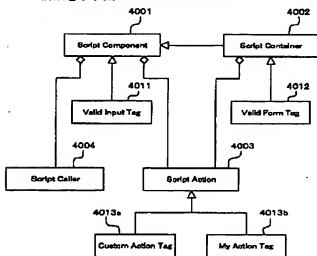 4001
4002
Script Component
Script Container
4011
4012
Valid Input Tag
Valid Form Tag
4004
4003
Script Caller
Script Action
4013a
4013b
Custom Action Tag
My Action Tag